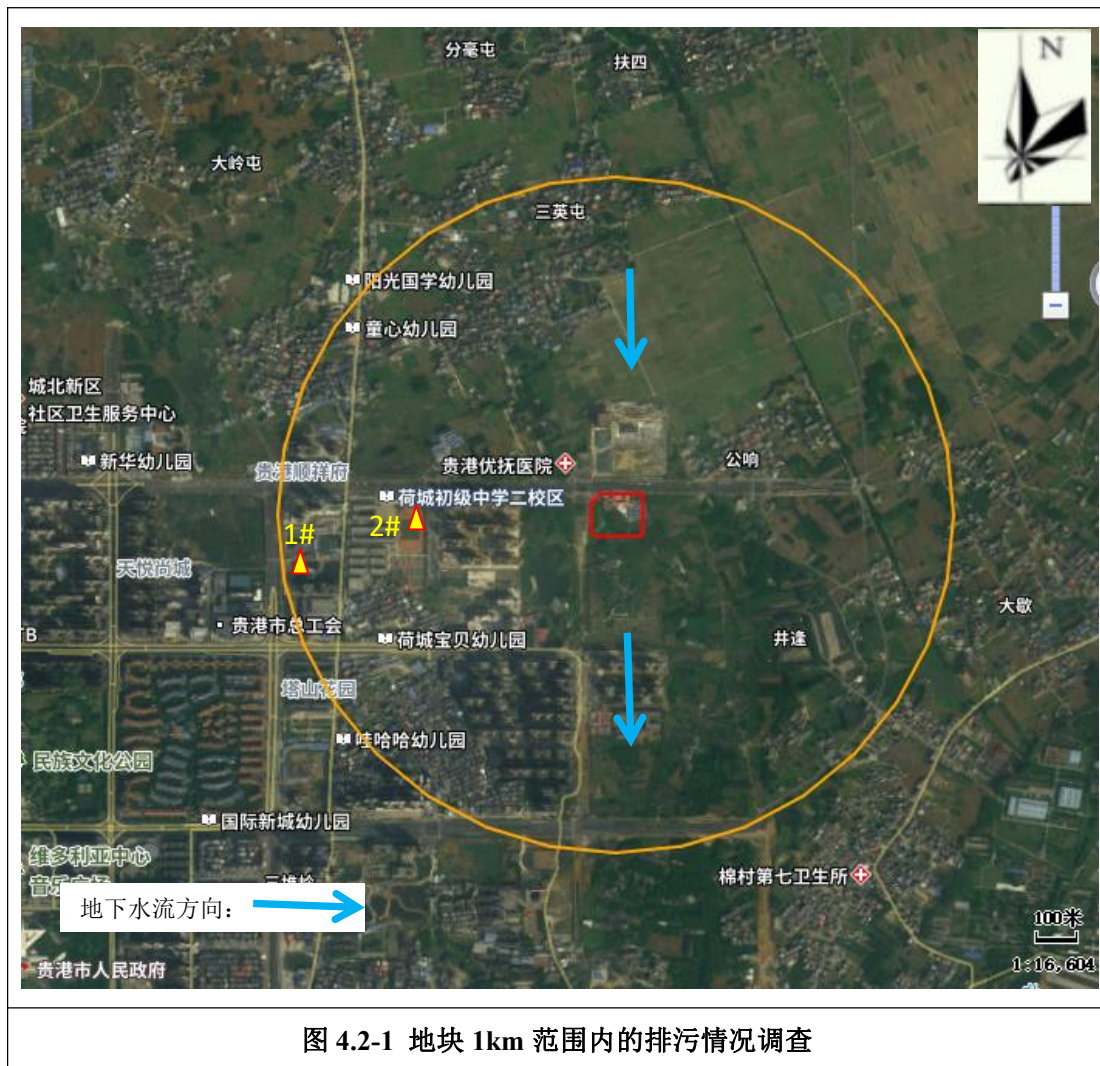 分毫屯
扶四
N
大岭屯
三英屯
阳光国学幼儿园
童心幼儿园
城北新区
社区卫生服务中心
新华幼儿园
贵港顺祥府
贵港优抚医院
公响
荷城初级中学二校区
1#
2#
天悦尚城
大歇
贵港市总工会
TB
荷城宝贝幼儿园
井逢
塔山花园
哇哈哈幼儿园
民族文化公园
国际新城幼儿园
维多利亚中心
棉村第七卫生所
地下水流方向：
100米
1:16,604
贵港市人民政府
图 4.2-1 地块 1km 范围内的排污情况调查